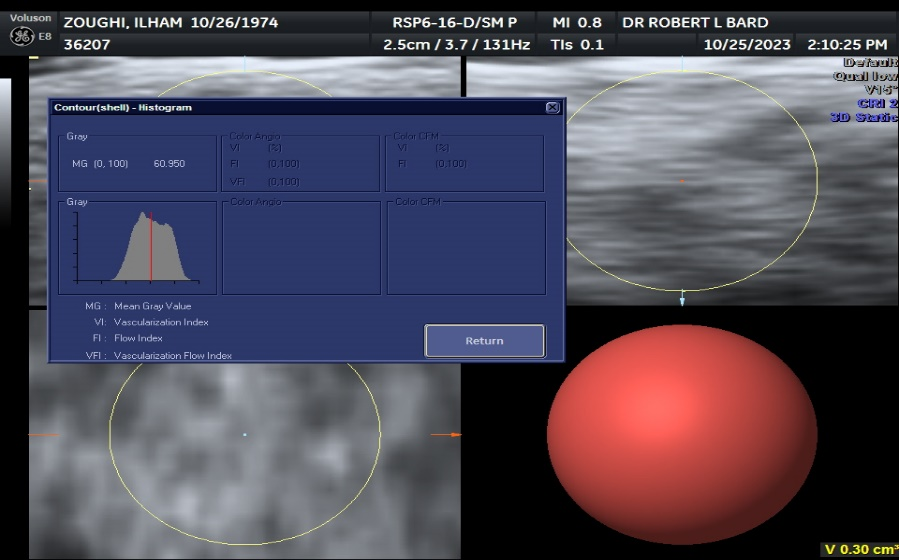 Voluson
E8
ZOUGHI, ILHAM 10/26/1974
RSP6-16-D/SM P
MI 0.8
DR ROBERT L BARD
36207
2.5cm / 3.7 / 131Hz
TIs 0.1
10/25/2023
2:10:25 PM
Default
Qual low
V15°
CRI 2
3D Static
Contour(shell) - Histogram
Gray
MG (0, 100) 60.950
Color Angio
VI (%)
FI (0,100)
VFI (0,100)
Color CFM
VI (%)
FI (0,100)
Gray
Color Angio
Color CFM
MG : Mean Gray Value
VI: Vascularization Index
FI : Flow Index
VFI : Vascularization Flow Index
Return
V 0.30 cm³